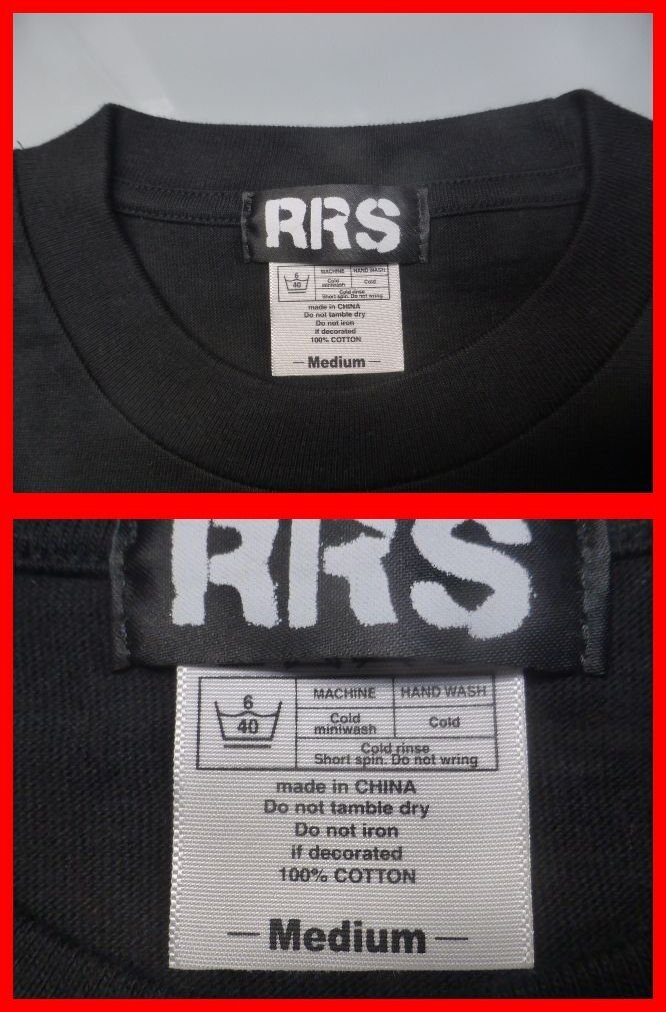 RRS
6
40
MACHINE HAND WASH
Cold
miniwash
Cold
Cold rinse
Short spin. Do not wring
made in CHINA
Do not tamble dry
Do not iron
if decorated
100% COTTON
— Medium —
RRS
6
40
MACHINE HAND WASH
Cold
miniwash
Cold
Cold rinse
Short spin. Do not wring
made in CHINA
Do not tamble dry
Do not iron
if decorated
100% COTTON
— Medium —